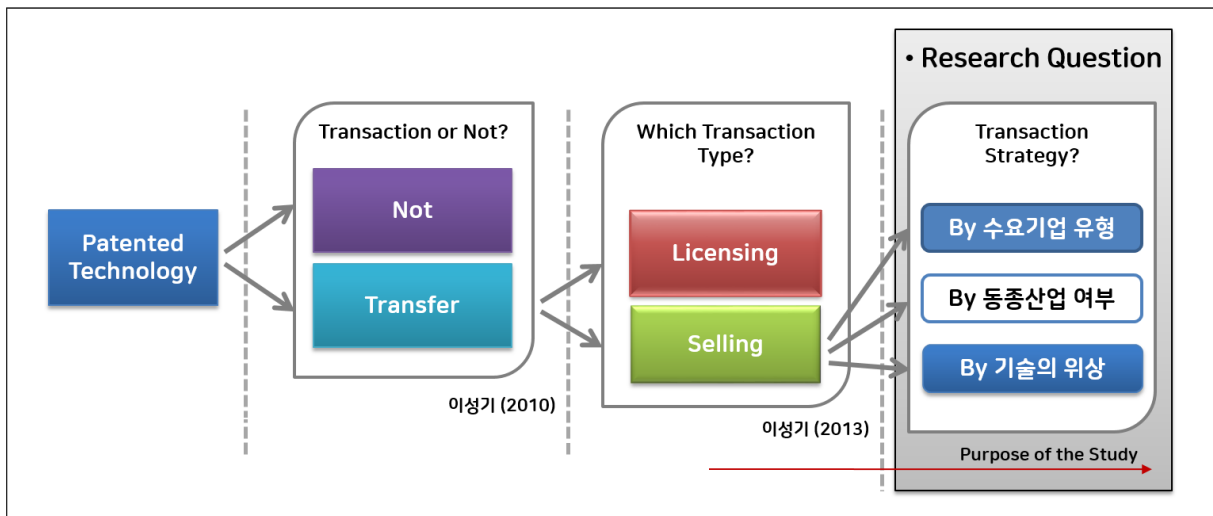 • Research Question
Transaction or Not?
Which Transaction
Type?
Transaction
Strategy?
Patented
Technology
Not
Transfer
Licensing
Selling
By 수요기업 유형
By 동종산업 여부
By 기술의 위상
이성기 (2010)
이성기 (2013)
Purpose of the Study